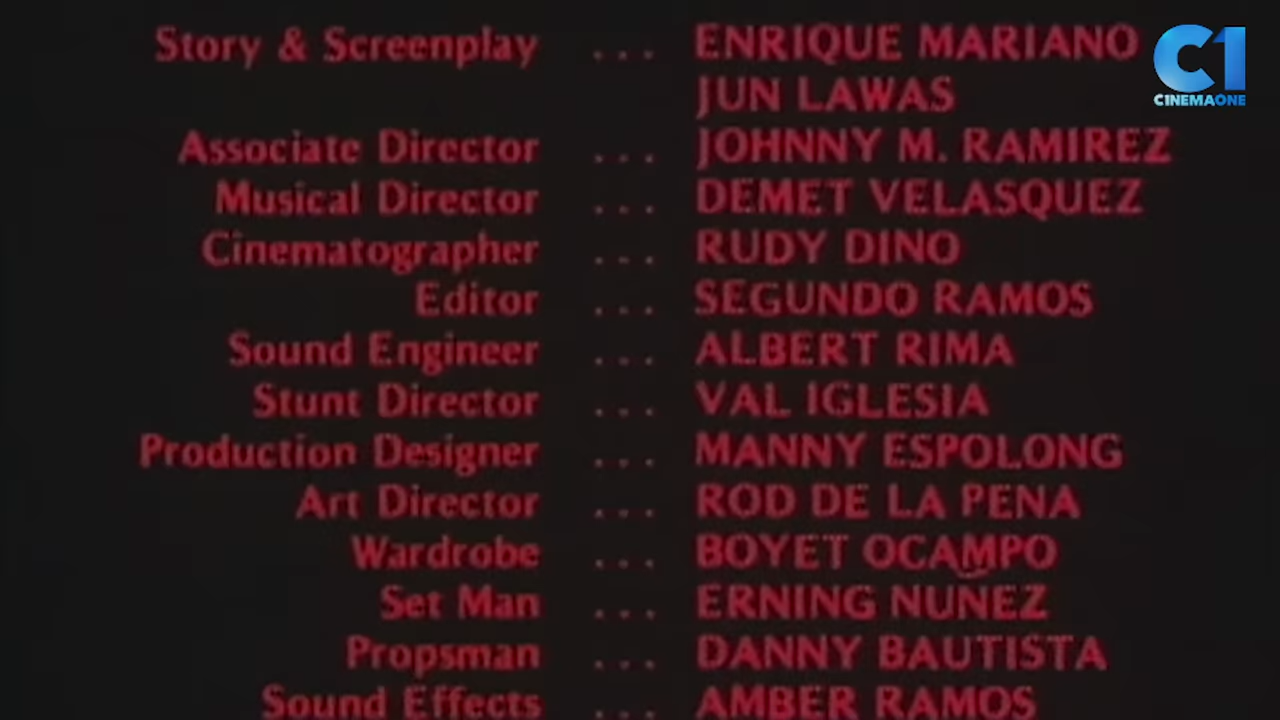 Story & Screenplay ... ENRIQUE MARIANO
JUN LAWAS
Associate Director ... JOHNNY M. RAMIREZ
Musical Director ... DEMET VELASQUEZ
Cinematographer ... RUDY DINO
Editor ... SEGUNDO RAMOS
Sound Engineer ... ALBERT RIMA
Stunt Director ... VAL IGLESIA
Production Designer ... MANNY ESPOLONG
Art Director ... ROD DE LA PENA
Wardrobe ... BOYET OCAMPO
Set Man ... ERNING NUÑEZ
Propsman ... DANNY BAUTISTA
Sound Effects ... AMBER RAMOS
C1
CINEMAONE